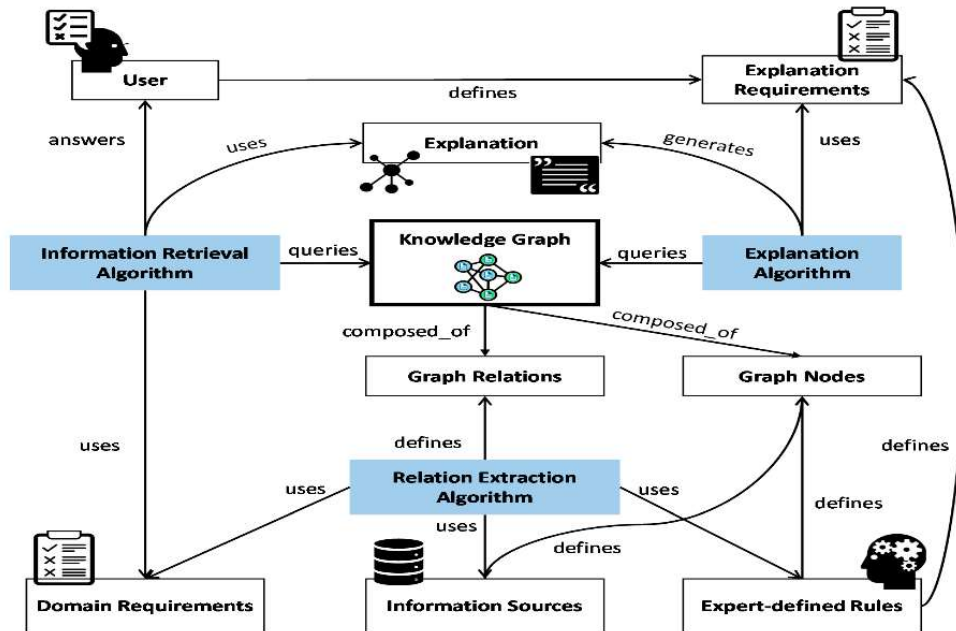 User
Explanation
Requirements
defines
answers
uses
Explanation
generates
uses
Information Retrieval
Algorithm
queries
Knowledge Graph
queries
Explanation
Algorithm
composed_of
composed_of
Graph Relations
Graph Nodes
uses
defines
defines
Relation Extraction
Algorithm
uses
uses
uses
defines
defines
Domain Requirements
Information Sources
Expert-defined Rules